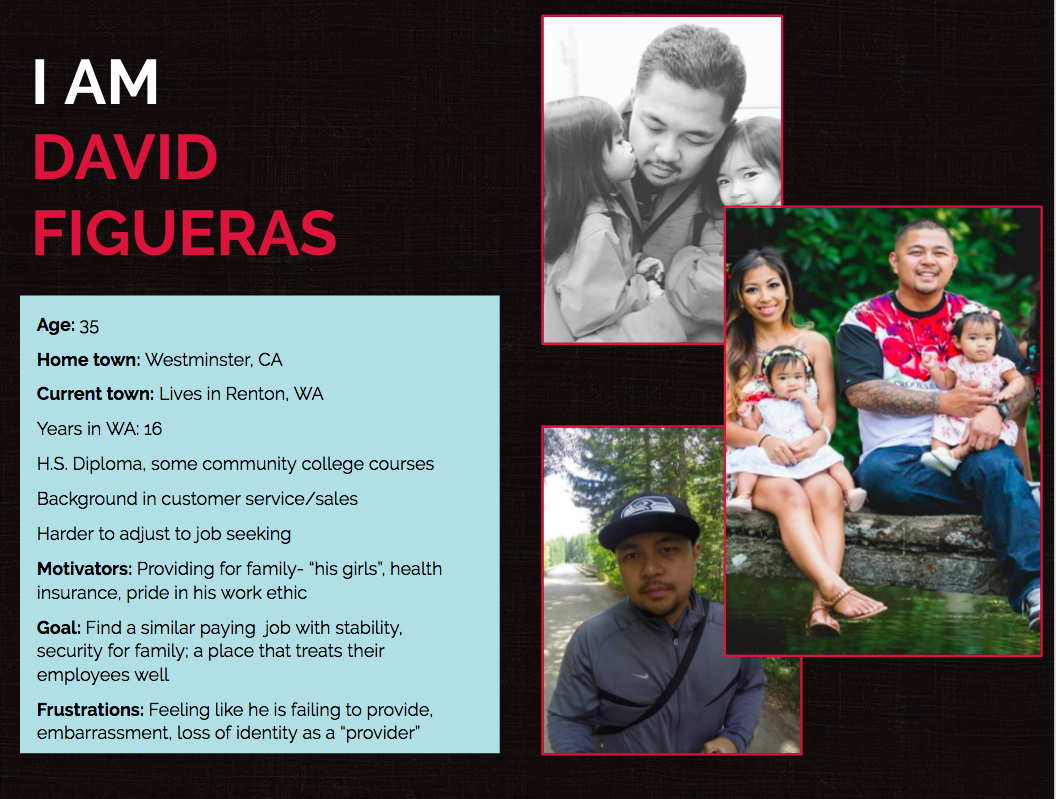 I AM
DAVID
FIGUERAS
Age: 35
Home town: Westminster, CA
Current town: Lives in Renton, WA
Years in WA: 16
H.S. Diploma, some community college courses
Background in customer service/sales
Harder to adjust to job seeking
Motivators: Providing for family- “his girls”, health
insurance, pride in his work ethic
Goal: Find a similar paying  job with stability,
security for family; a place that treats their
employees well
Frustrations: Feeling like he is failing to provide,
embarrassment, loss of identity as a “provider”